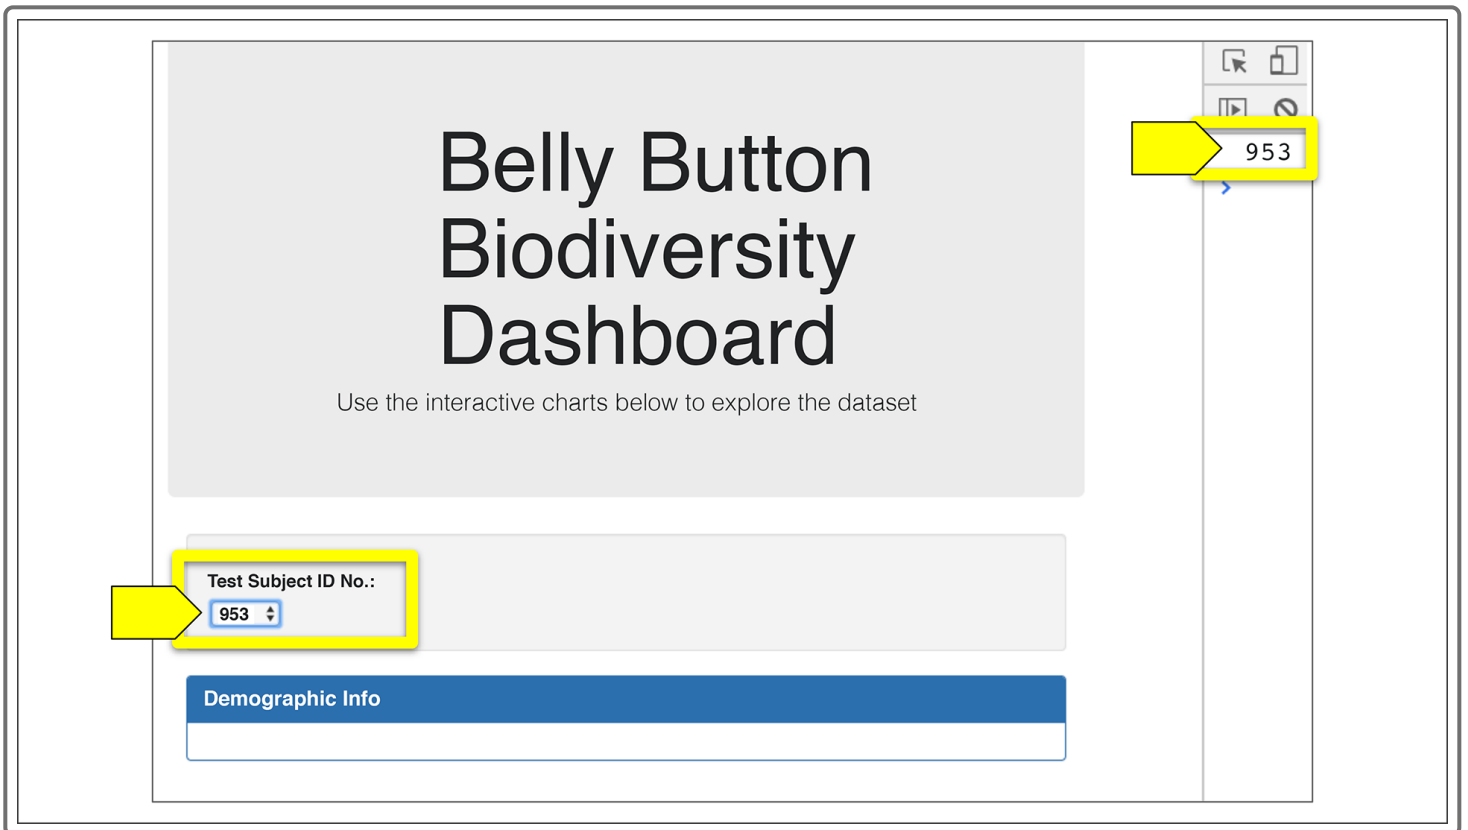 Belly Button
Biodiversity
Dashboard
Use the interactive charts below to explore the dataset
953
Test Subject ID No.:
953
Demographic Info